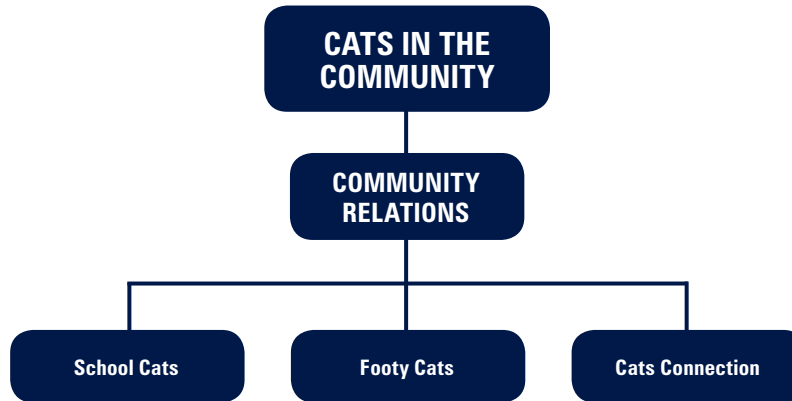 CATS IN THE
COMMUNITY
COMMUNITY
RELATIONS
School Cats
Footy Cats
Cats Connection